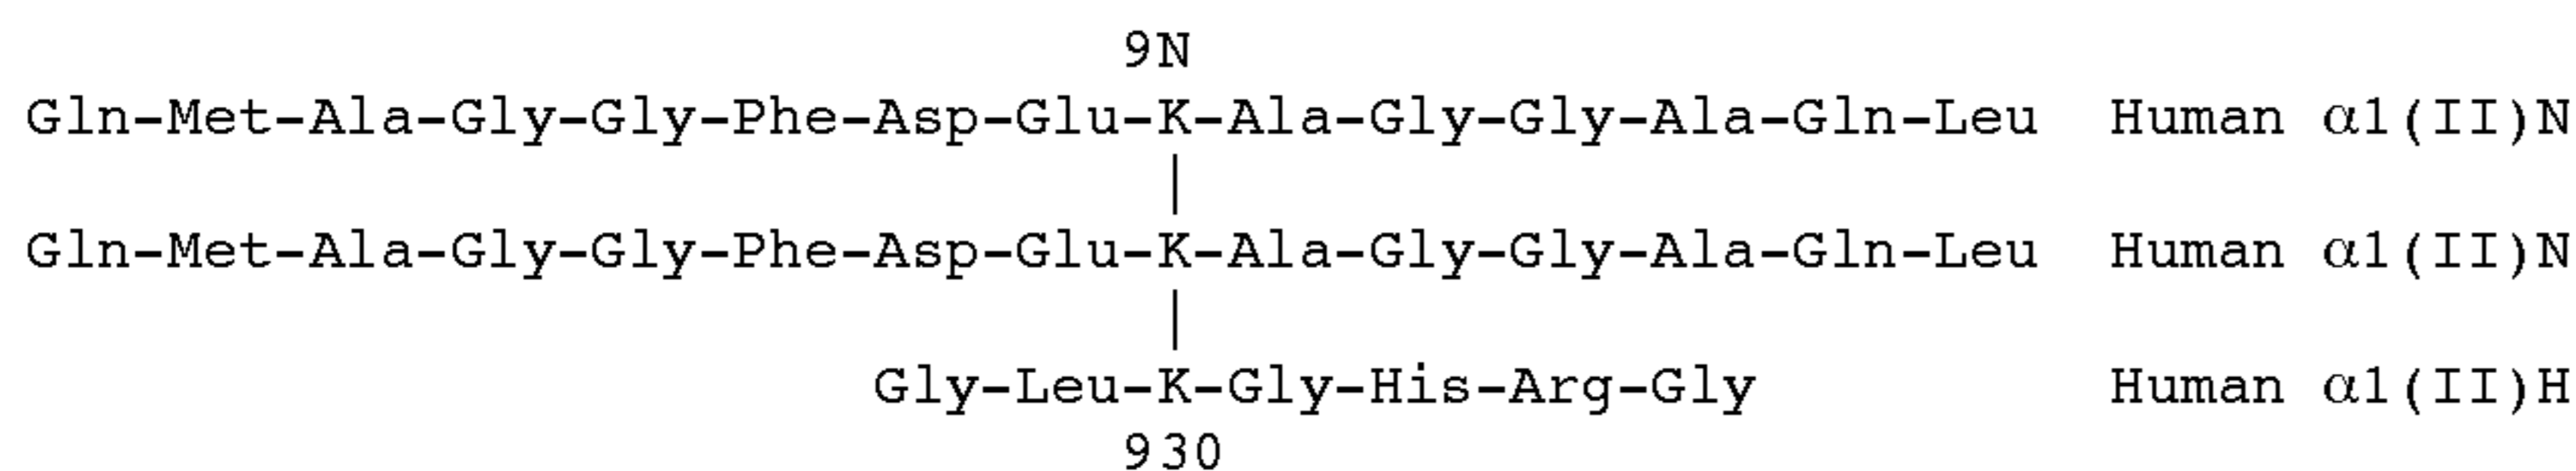 9N
Gln-Met-Ala-Gly-Gly-Phe-Asp-Glu-K-Ala-Gly-Gly-Ala-Gln-Leu Human α1(II)N
Gln-Met-Ala-Gly-Gly-Phe-Asp-Glu-K-Ala-Gly-Gly-Ala-Gln-Leu Human α1(II)N
Gly-Leu-K-Gly-His-Arg-Gly Human α1(II)H
930